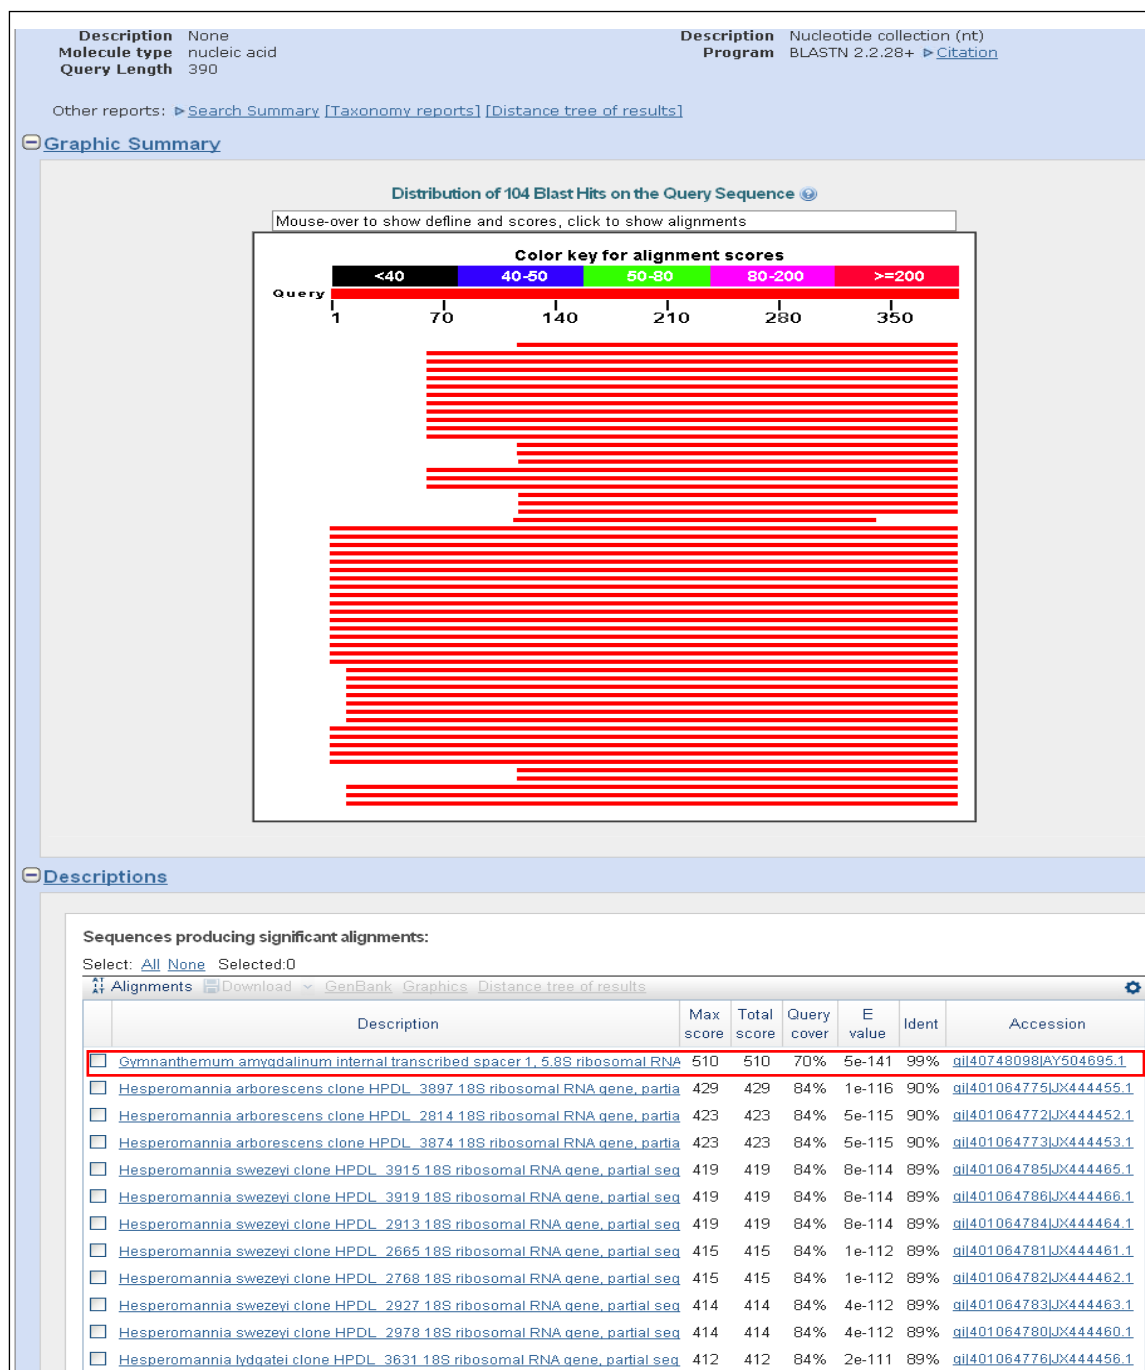 Description None Description Nucleotide collection (nt)
Molecule type nucleic acid Program BLASTN 2.2.28+ Citation
Query Length 390
Other reports: Search Summary [Taxonomy reports] [Distance tree of results]
Graphic Summary
Distribution of 104 Blast Hits on the Query Sequence
Mouse-over to show defline and scores, click to show alignments
Color key for alignment scores
<40 40-50 50-80 80-200 >=200
Query
1 70 140 210 280 350
Descriptions
Sequences producing significant alignments:
Select: All None Selected:0
Alignments Download GenBank Graphics Distance tree of results
Description Max score Total score Query cover E value Ident Accession
Gymnanthemum amygdalinum internal transcribed spacer 1, 5.8S ribosomal RNA 510 510 70% 5e-141 99% gi|40748098|AY504695.1
Hesperomannia arborescens clone HPDL_3897 18S ribosomal RNA gene, partia 429 429 84% 1e-116 90% gi|401064775|JX444455.1
Hesperomannia arborescens clone HPDL_2814 18S ribosomal RNA gene, partia 423 423 84% 5e-115 90% gi|401064772|JX444452.1
Hesperomannia arborescens clone HPDL_3874 18S ribosomal RNA gene, partia 423 423 84% 5e-115 90% gi|401064773|JX444453.1
Hesperomannia swezeyi clone HPDL_3915 18S ribosomal RNA gene, partial seq 419 419 84% 8e-114 89% gi|401064785|JX444465.1
Hesperomannia swezeyi clone HPDL_3919 18S ribosomal RNA gene, partial seq 419 419 84% 8e-114 89% gi|401064786|JX444466.1
Hesperomannia swezeyi clone HPDL_2913 18S ribosomal RNA gene, partial seq 419 419 84% 8e-114 89% gi|401064784|JX444464.1
Hesperomannia swezeyi clone HPDL_2665 18S ribosomal RNA gene, partial seq 415 415 84% 1e-112 89% gi|401064781|JX444461.1
Hesperomannia swezeyi clone HPDL_2768 18S ribosomal RNA gene, partial seq 415 415 84% 1e-112 89% gi|401064782|JX444462.1
Hesperomannia swezeyi clone HPDL_2927 18S ribosomal RNA gene, partial seq 414 414 84% 4e-112 89% gi|401064783|JX444463.1
Hesperomannia swezeyi clone HPDL_2978 18S ribosomal RNA gene, partial seq 414 414 84% 4e-112 89% gi|401064780|JX444460.1
Hesperomannia lydgatei clone HPDL_3631 18S ribosomal RNA gene, partial seq 412 412 84% 2e-111 89% gi|401064776|JX444456.1